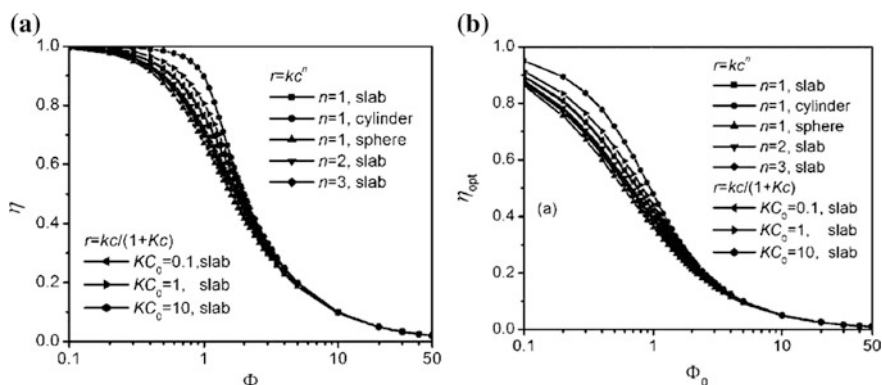 (a)
1.0
0.8
0.6
0.4
0.2
0.0
η
r=kcⁿ
n=1, slab
n=1, cylinder
n=1, sphere
n=2, slab
n=3, slab
r=kc/(1+Kc)
KC₀=0.1,slab
KC₀=1, slab
KC₀=10, slab
0.1
1
10
50
Φ
(b)
1.0
0.8
0.6
0.4
0.2
0.0
η_opt
(a)
r=kcⁿ
n=1, slab
n=1, cylinder
n=1, sphere
n=2, slab
n=3, slab
r=kc/(1+Kc)
KC₀=0.1, slab
KC₀=1, slab
KC₀=10, slab
0.1
1
10
50
Φ₀